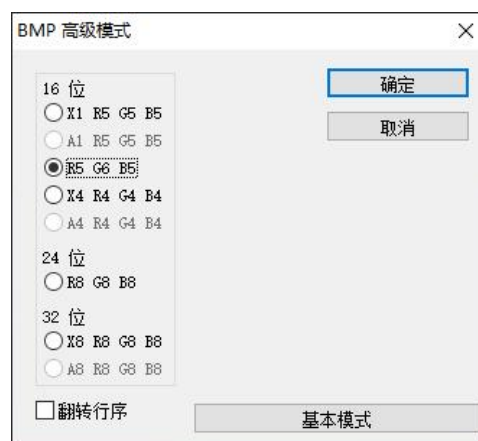 BMP 高级模式
16 位
X1 R5 G5 B5
A1 R5 G5 B5
R5 G6 B5
X4 R4 G4 B4
A4 R4 G4 B4
24 位
R8 G8 B8
32 位
X8 R8 G8 B8
A8 R8 G8 B8
翻转行序
确定
取消
基本模式